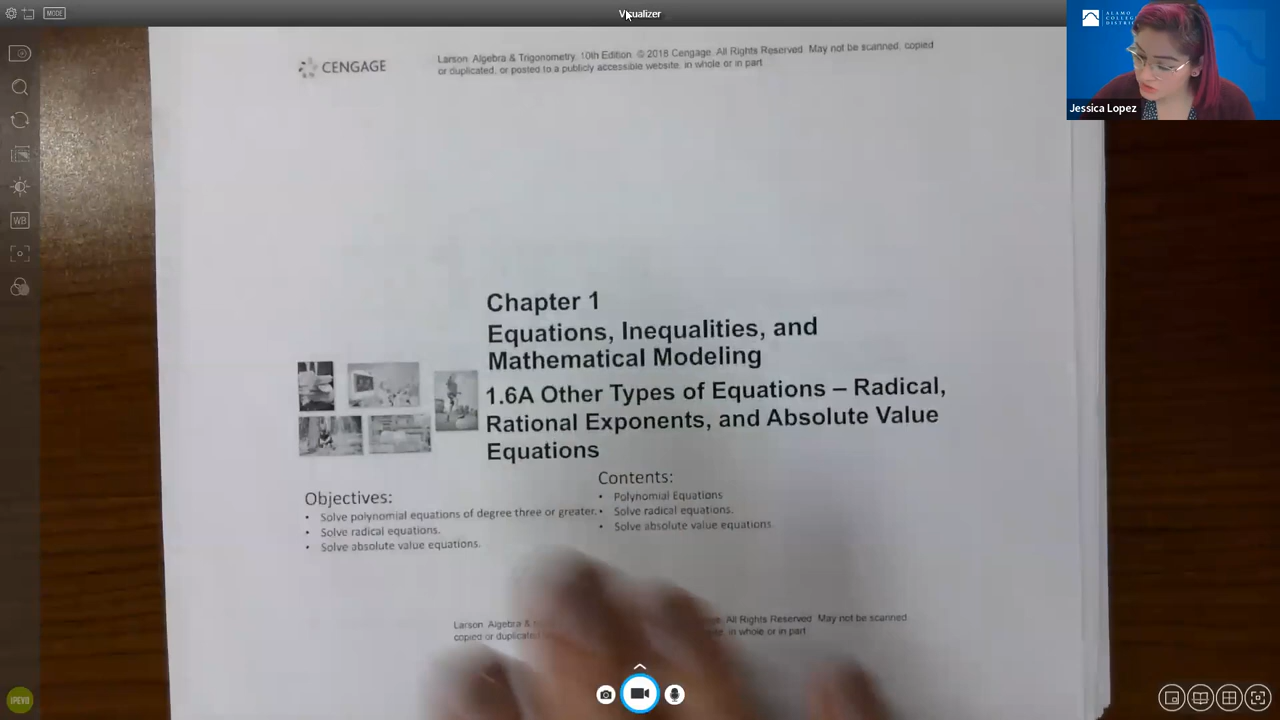 MODE
Visualizer
ALAMO
COLLEGES
DISTRICT
Jessica Lopez
CENGAGE
Larson Algebra & Trigonometry, 10th Edition. © 2018 Cengage. All Rights Reserved. May not be scanned, copied
or duplicated, or posted to a publicly accessible website, in whole or in part.
WB
Chapter 1
Equations, Inequalities, and
Mathematical Modeling
1.6A Other Types of Equations – Radical,
Rational Exponents, and Absolute Value
Equations
Objectives:
• Solve polynomial equations of degree three or greater.
• Solve radical equations.
• Solve absolute value equations.
Contents:
• Polynomial Equations
• Solve radical equations.
• Solve absolute value equations.
Larson Algebra & All Rights Reserved. May not be scanned
copied or duplicated in whole or in part
IPEVO